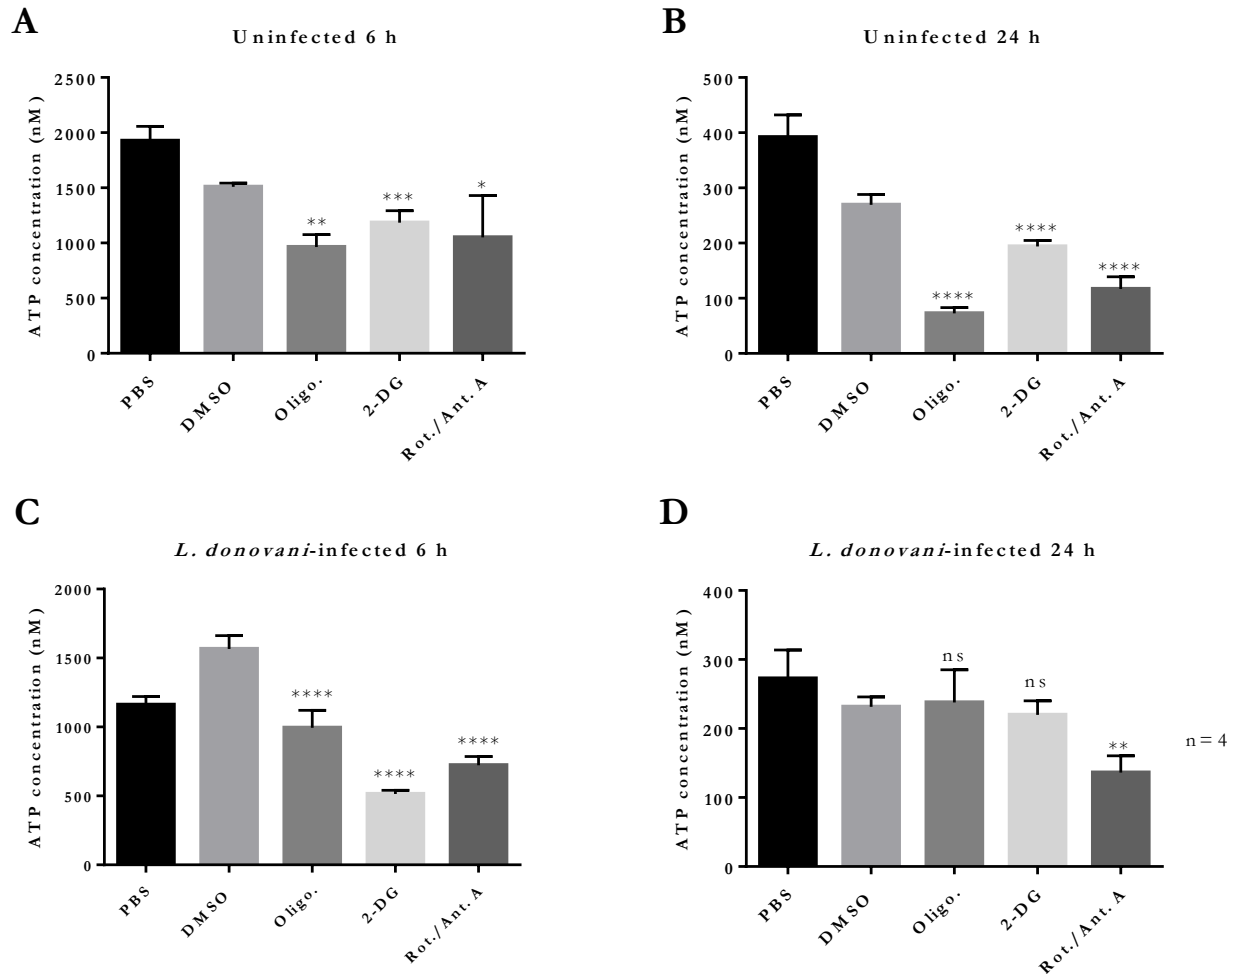 A
Uninfected 6 h
ATP concentration (nM)
2500
2000
1500
1000
500
0
**
***
*
PBS
DMSO
Oligo.
2-DG
Rot./Ant. A
B
Uninfected 24 h
ATP concentration (nM)
500
400
300
200
100
0
****
****
****
PBS
DMSO
Oligo.
2-DG
Rot./Ant. A
C
L. donovani-infected 6 h
ATP concentration (nM)
2000
1500
1000
500
0
****
****
****
PBS
DMSO
Oligo.
2-DG
Rot./Ant. A
D
L. donovani-infected 24 h
ATP concentration (nM)
400
300
200
100
0
ns
ns
**
PBS
DMSO
Oligo.
2-DG
Rot./Ant. A
n = 4